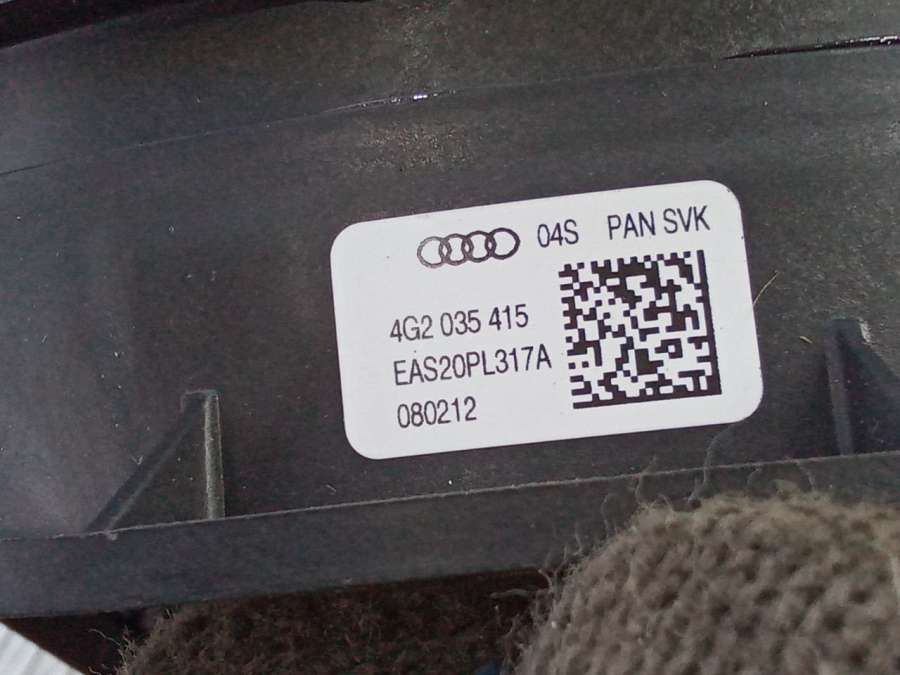 04S PAN SVK
4G2 035 415
EAS20PL317A
080212